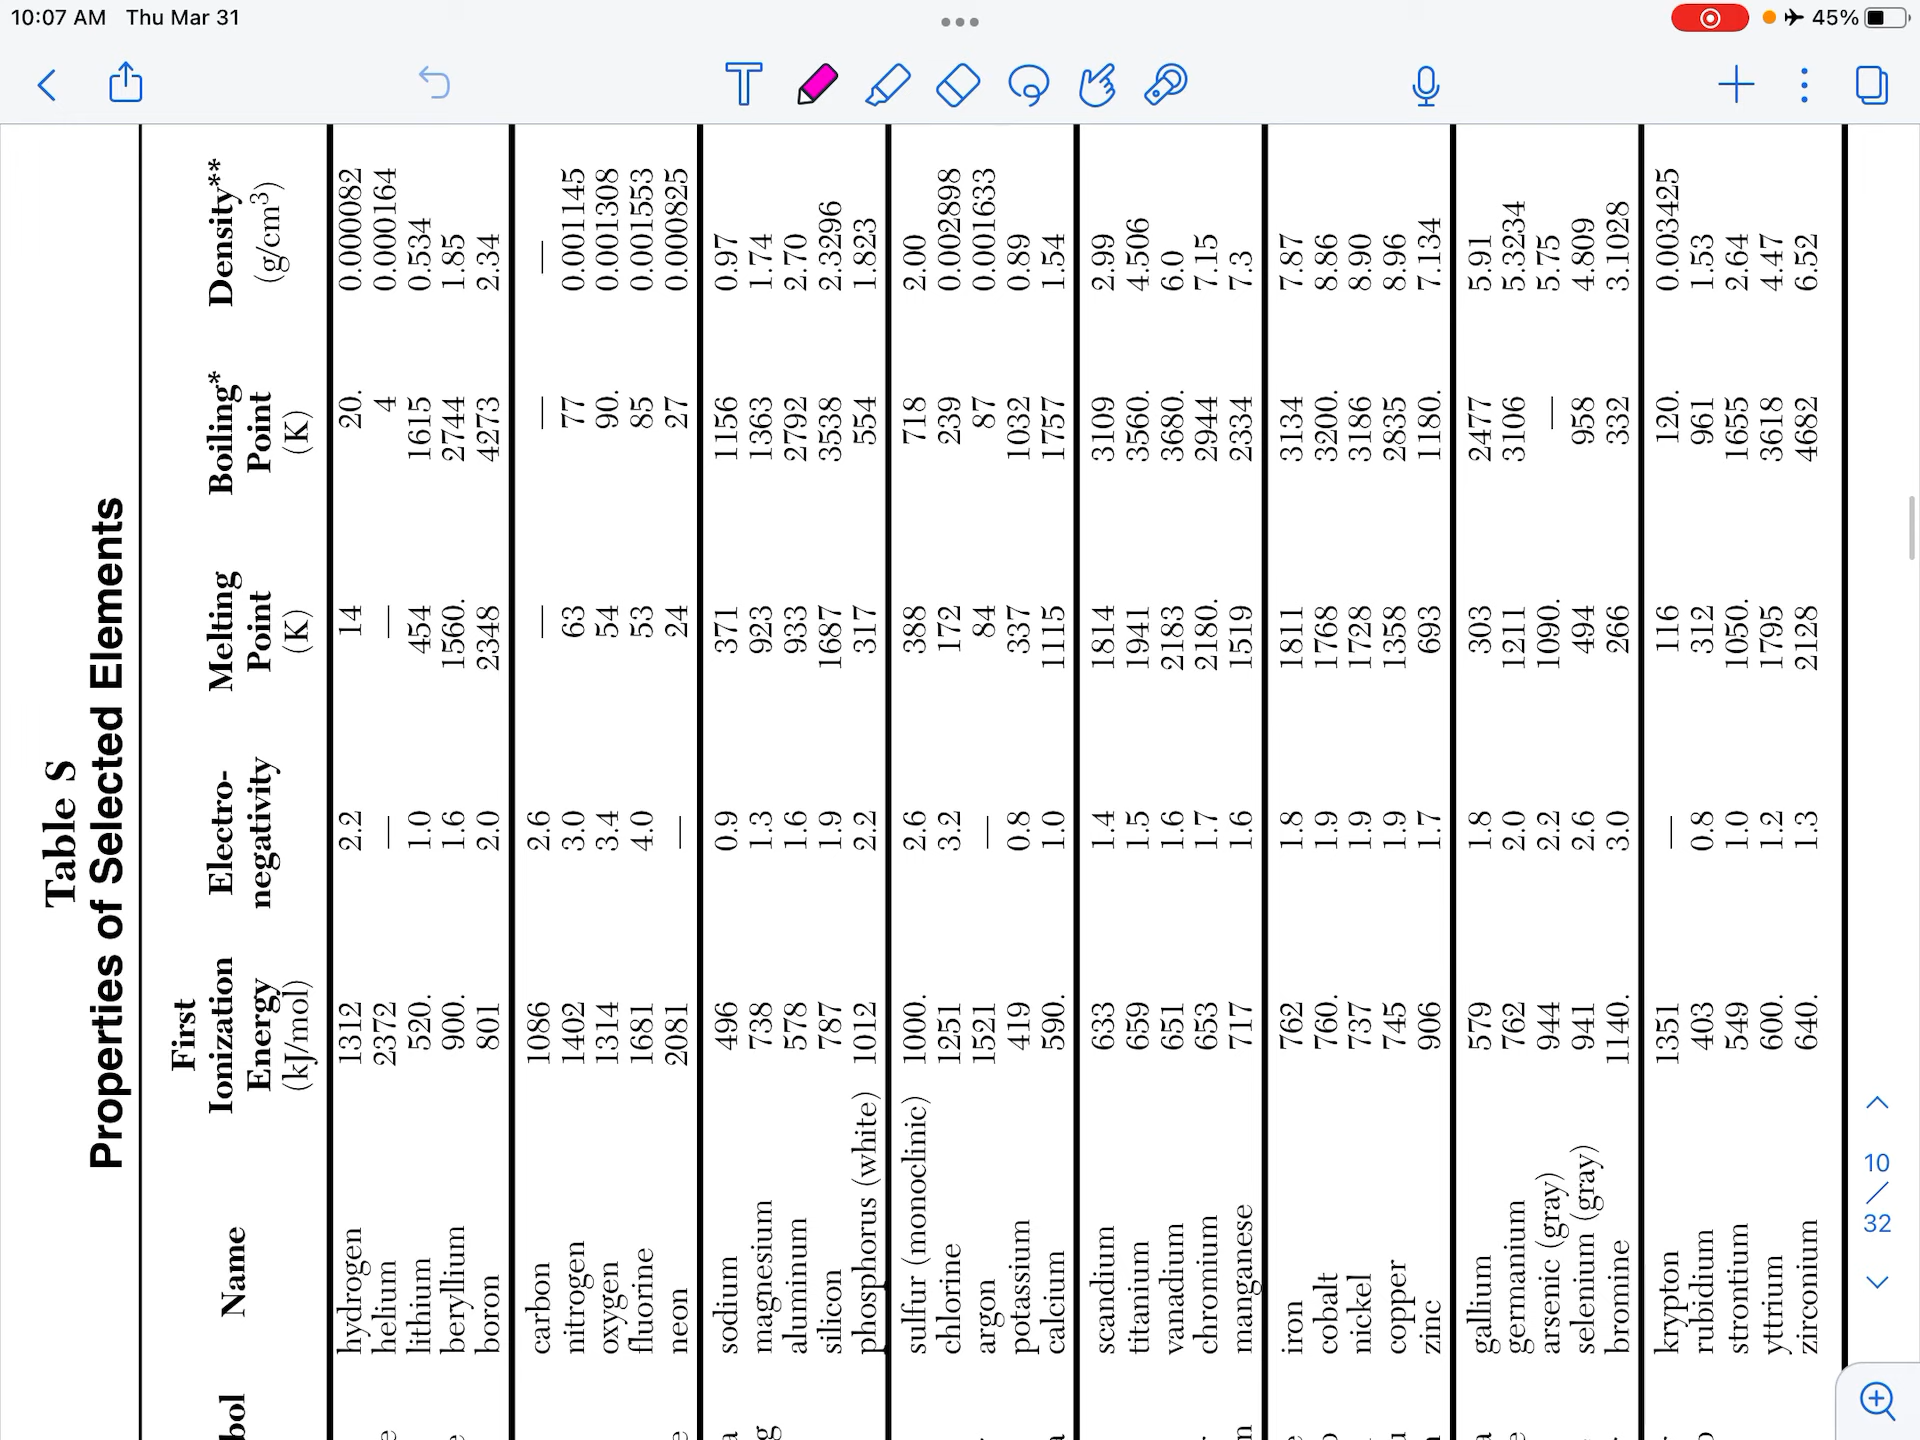 10:07 AM Thu Mar 31
45%
Table S
Properties of Selected Elements
bol Name First Ionization Energy (kJ/mol) Electro-negativity Melting Point (K) Boiling* Point (K) Density** (g/cm3)
hydrogen 1312 2.2 14 20. 0.000082
e helium 2372 — — 4 0.000164
lithium 520. 1.0 454 1615 0.534
e beryllium 900. 1.6 1560. 2744 1.85
boron 801 2.0 2348 4273 2.34
carbon 1086 2.6 — — —
nitrogen 1402 3.0 63 77 0.001145
oxygen 1314 3.4 54 90. 0.001308
fluorine 1681 4.0 53 85 0.001553
e neon 2081 — 24 27 0.000825
a sodium 496 0.9 371 1156 0.97
g magnesium 738 1.3 923 1363 1.74
aluminum 578 1.6 933 2792 2.70
silicon 787 1.9 1687 3538 2.3296
phosphorus (white) 1012 2.2 317 554 1.823
sulfur (monoclinic) 1000. 2.6 388 718 2.00
chlorine 1251 3.2 172 239 0.002898
argon 1521 — 84 87 0.001633
potassium 419 0.8 337 1032 0.89
a calcium 590. 1.0 1115 1757 1.54
scandium 633 1.4 1814 3109 2.99
titanium 659 1.5 1941 3560. 4.506
vanadium 651 1.6 2183 3680. 6.0
chromium 653 1.7 2180. 2944 7.15
n manganese 717 1.6 1519 2334 7.3
e iron 762 1.8 1811 3134 7.87
o cobalt 760. 1.9 1768 3200. 8.86
nickel 737 1.9 1728 3186 8.90
u copper 745 1.9 1358 2835 8.96
n zinc 906 1.7 693 1180. 7.134
a gallium 579 1.8 303 2477 5.91
e germanium 762 2.0 1211 3106 5.3234
arsenic (gray) 944 2.2 1090. — 5.75
selenium (gray) 941 2.6 494 958 4.809
bromine 1140. 3.0 266 332 3.1028
krypton 1351 — 116 120. 0.003425
o rubidium 403 0.8 312 961 1.53
strontium 549 1.0 1050. 1655 2.64
yttrium 600. 1.2 1795 3618 4.47
zirconium 640. 1.3 2128 4682 6.52
10
/
32